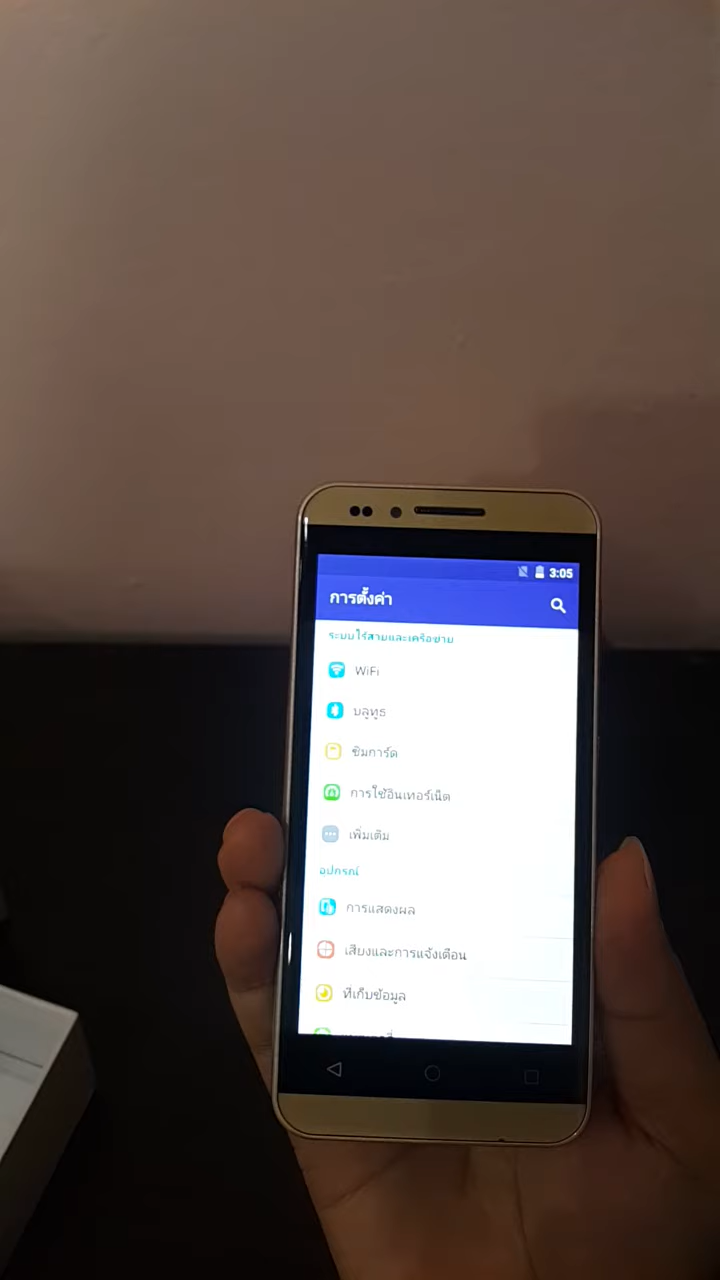 3:05
การตั้งค่า
ระบบไร้สายและเครือข่าย
WiFi
บลูทูธ
ซิมการ์ด
การใช้อินเทอร์เน็ต
เพิ่มเติม
อุปกรณ์
การแสดงผล
เสียงและการแจ้งเตือน
ที่เก็บข้อมูล